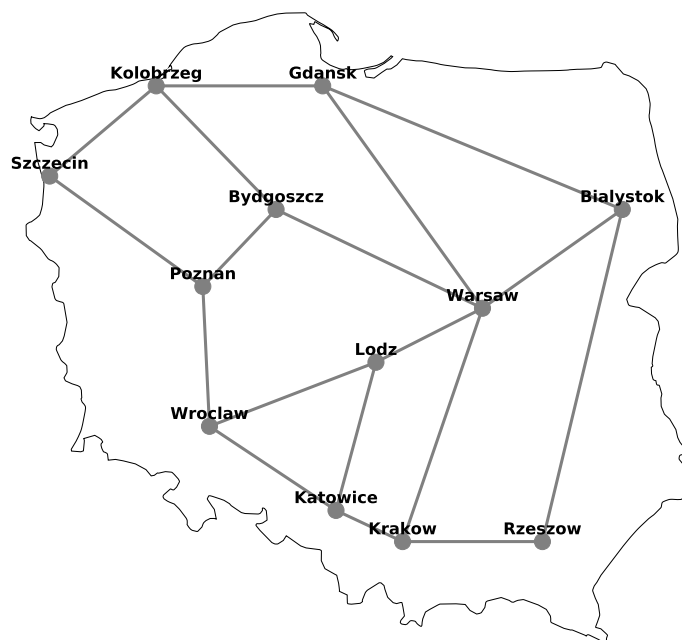 Kolobrzeg
Gdansk
Szczecin
Bydgoszcz
Bialystok
Poznan
Warsaw
Lodz
Wroclaw
Katowice
Krakow
Rzeszow